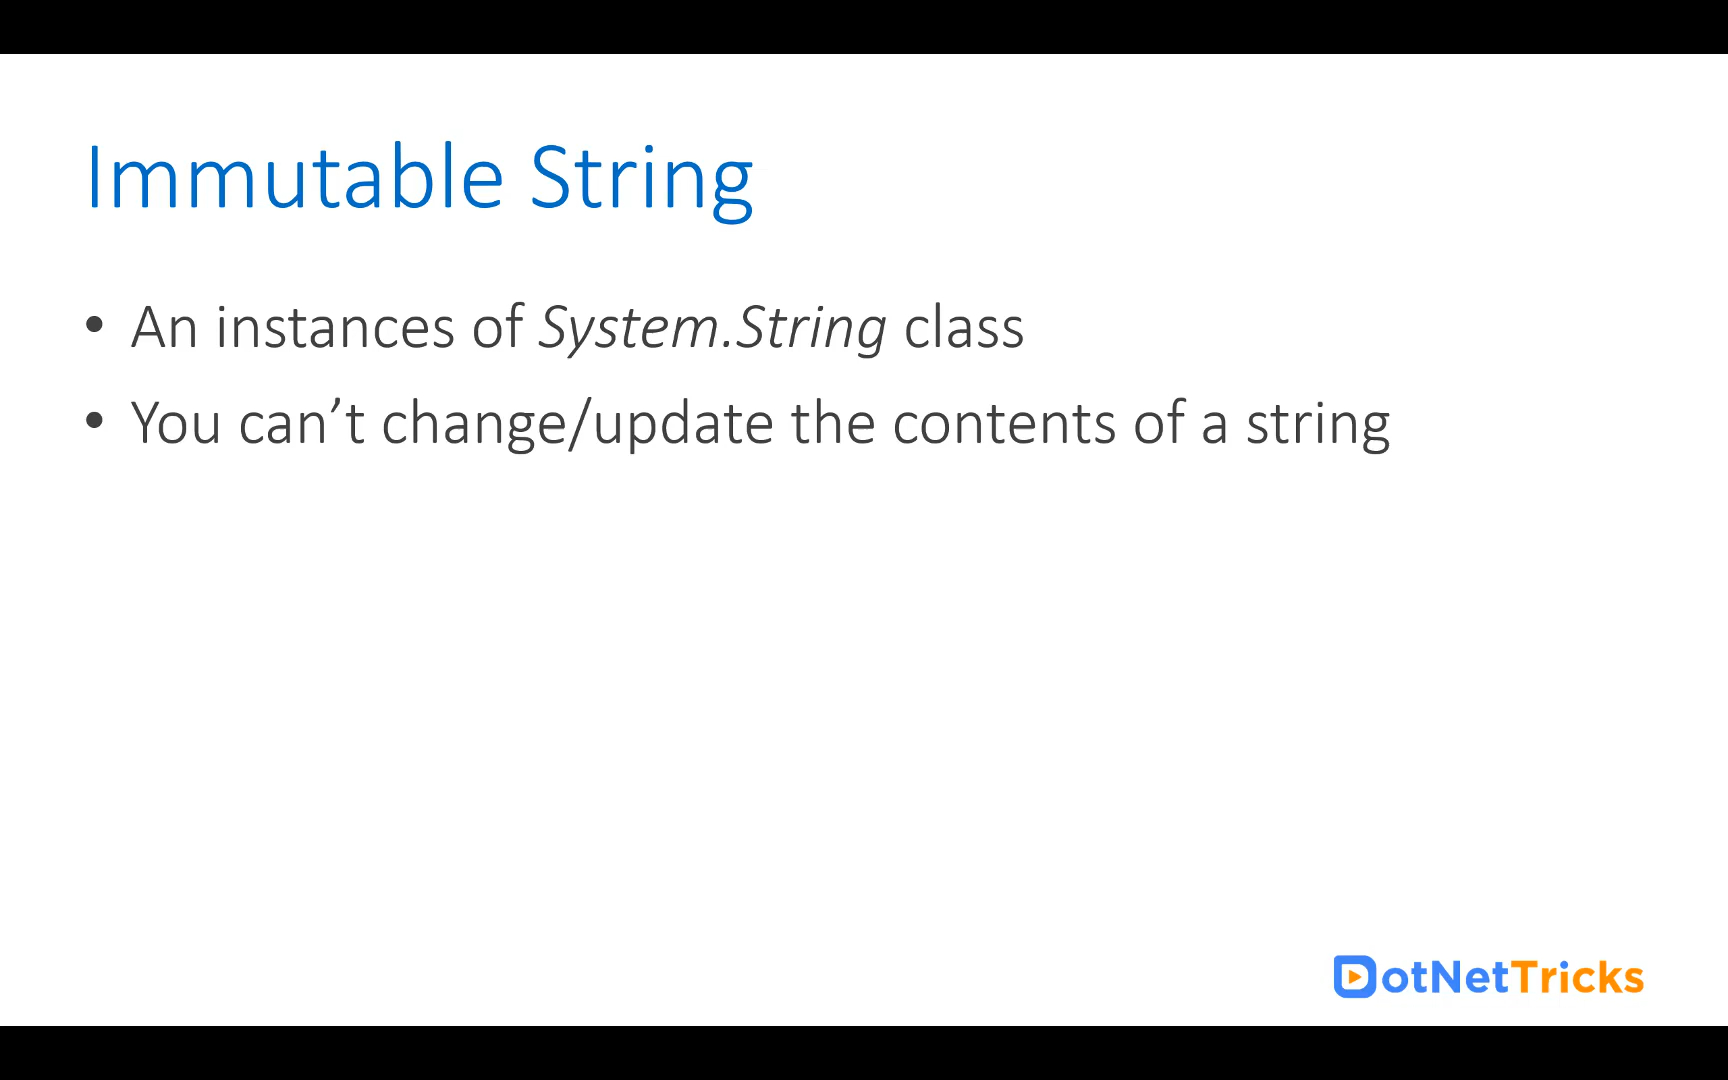 Immutable String
• An instances of System.String class
• You can’t change/update the contents of a string
DotNetTricks